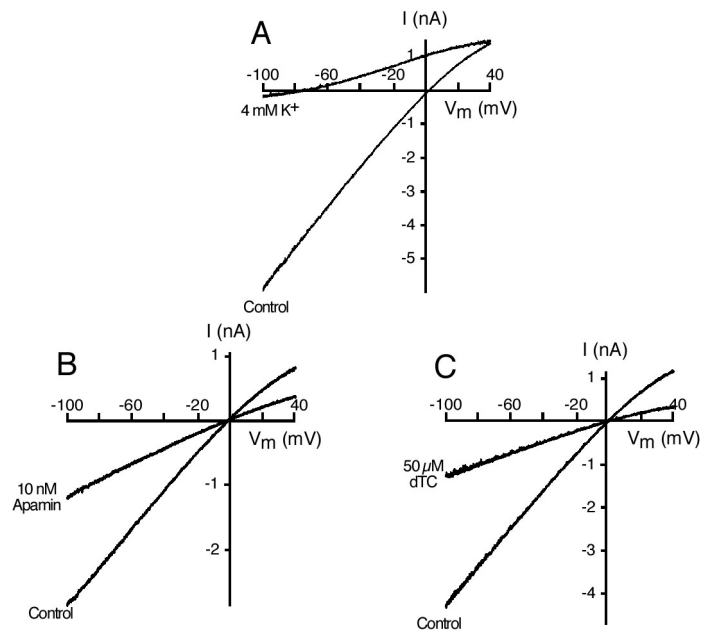 A
I (nA)
1
-100 -60 -20 40
4 mM K+
Vm (mV)
-1
-2
-3
-4
-5
Control
B
I (nA)
1
-100 -60 -20 40
Vm (mV)
10 nM
Apamin
-1
-2
Control
C
I (nA)
1
-100 -60 -20 40
Vm (mV)
50 µM
dTC
-1
-2
-3
-4
Control